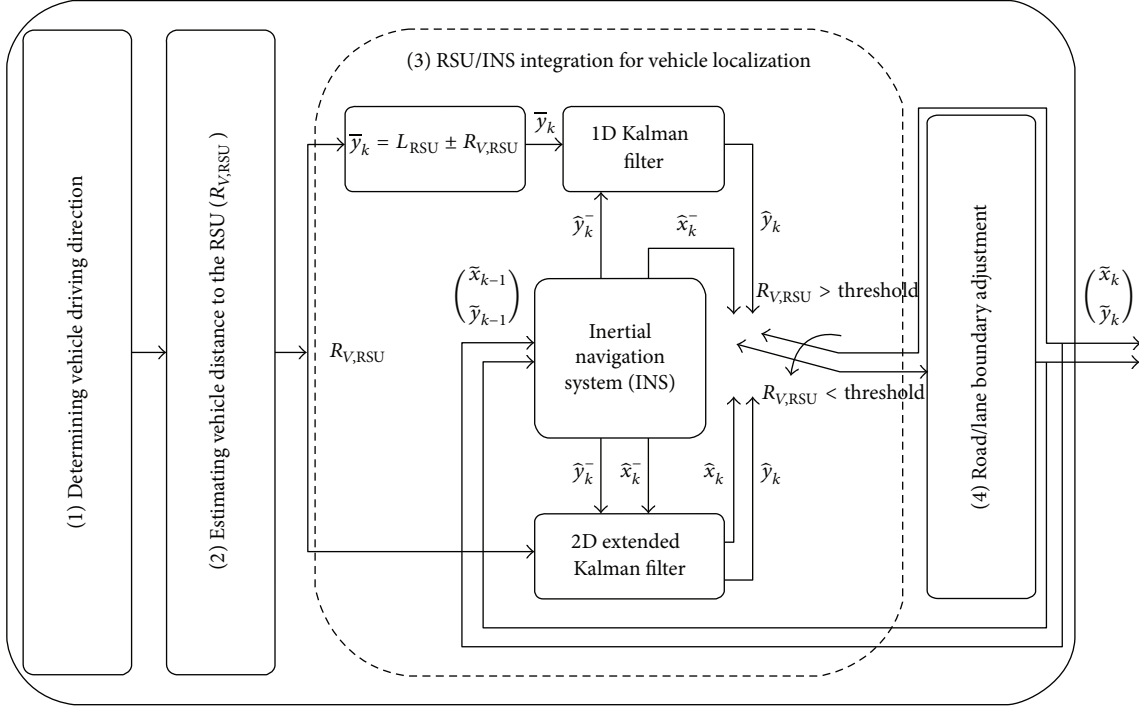 (1) Determining vehicle driving direction
(2) Estimating vehicle distance to the RSU (R_{V,RSU})
(3) RSU/INS integration for vehicle localization
y̅_k = L_RSU ± R_{V,RSU}
y̅_k
1D Kalman
filter
ŷ_k^-
x̂_k^-
ŷ_k
(x̃_{k−1}
ỹ_{k−1})
R_{V,RSU}
Inertial
navigation
system (INS)
R_{V,RSU} > threshold
R_{V,RSU} < threshold
ŷ_k^-
x̂_k^-
x̂_k
ŷ_k
2D extended
Kalman filter
(4) Road/lane boundary adjustment
(x̃_k
ỹ_k)